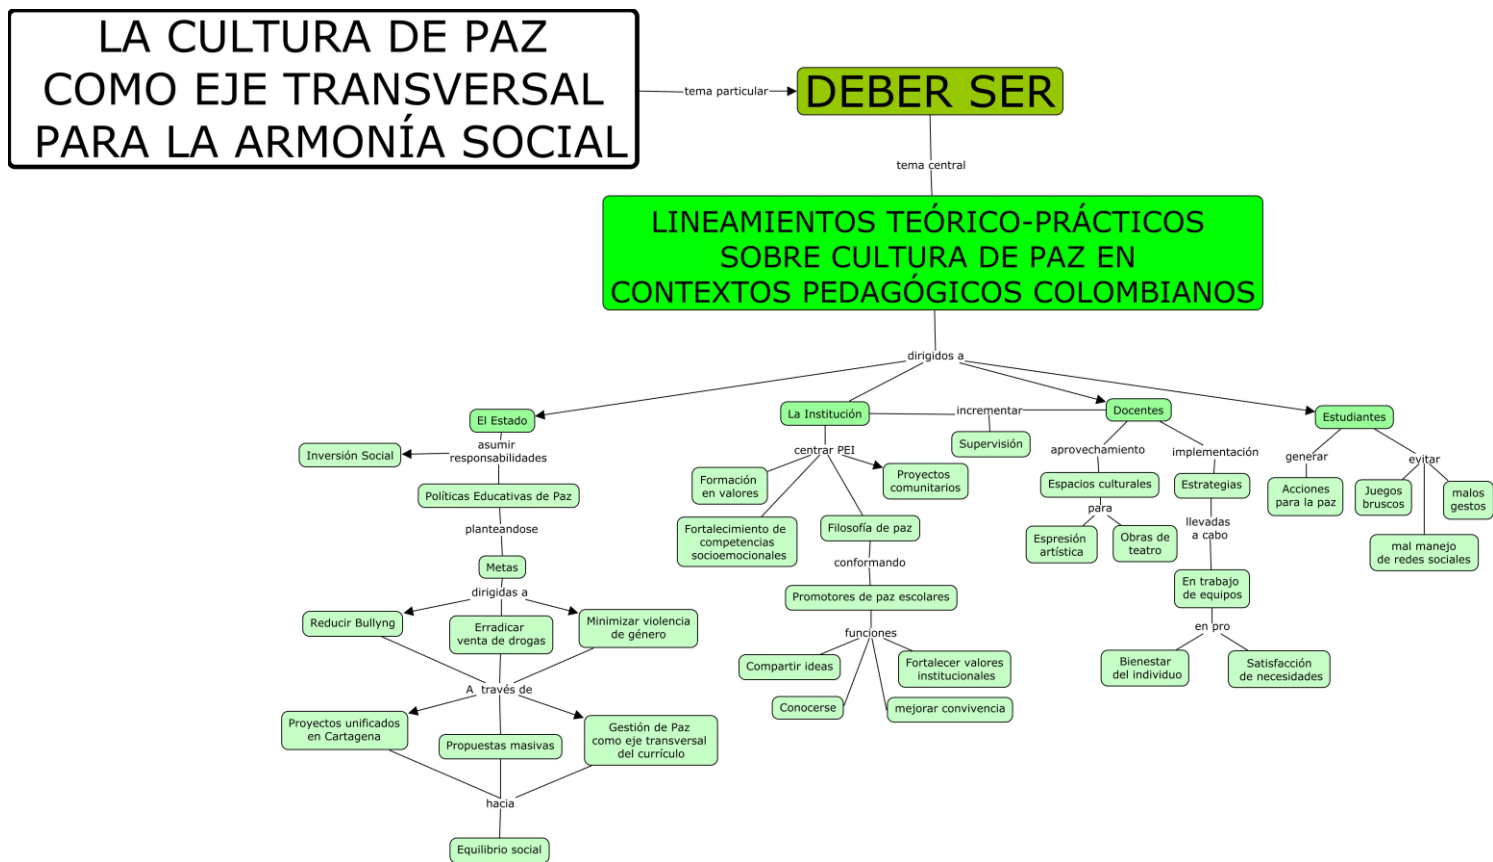 LA CULTURA DE PAZ
COMO EJE TRANSVERSAL
PARA LA ARMONÍA SOCIAL
tema particular
DEBER SER
tema central
LINEAMIENTOS TEÓRICO-PRÁCTICOS
SOBRE CULTURA DE PAZ EN
CONTEXTOS PEDAGÓGICOS COLOMBIANOS
dirigidos a
El Estado
asumir
responsabilidades
Inversión Social
Políticas Educativas de Paz
planteandose
Metas
dirigidas a
Reducir Bullyng
Erradicar
venta de drogas
Minimizar violencia
de género
A través de
Proyectos unificados
en Cartagena
Propuestas masivas
Gestión de Paz
como eje transversal
del currículo
hacia
Equilibrio social
La Institución
incrementar
Supervisión
centrar PEI
Formación
en valores
Fortalecimiento de
competencias
socioemocionales
Filosofía de paz
Proyectos
comunitarios
conformando
Promotores de paz escolares
funciones
Compartir ideas
Conocerse
mejorar convivencia
Fortalecer valores
institucionales
Docentes
aprovechamiento
Espacios culturales
para
Espresión
artística
Obras de
teatro
implementación
Estrategias
llevadas
a cabo
En trabajo
de equipos
en pro
Bienestar
del individuo
Satisfacción
de necesidades
Estudiantes
generar
Acciones
para la paz
evitar
Juegos
bruscos
mal manejo
de redes sociales
malos
gestos